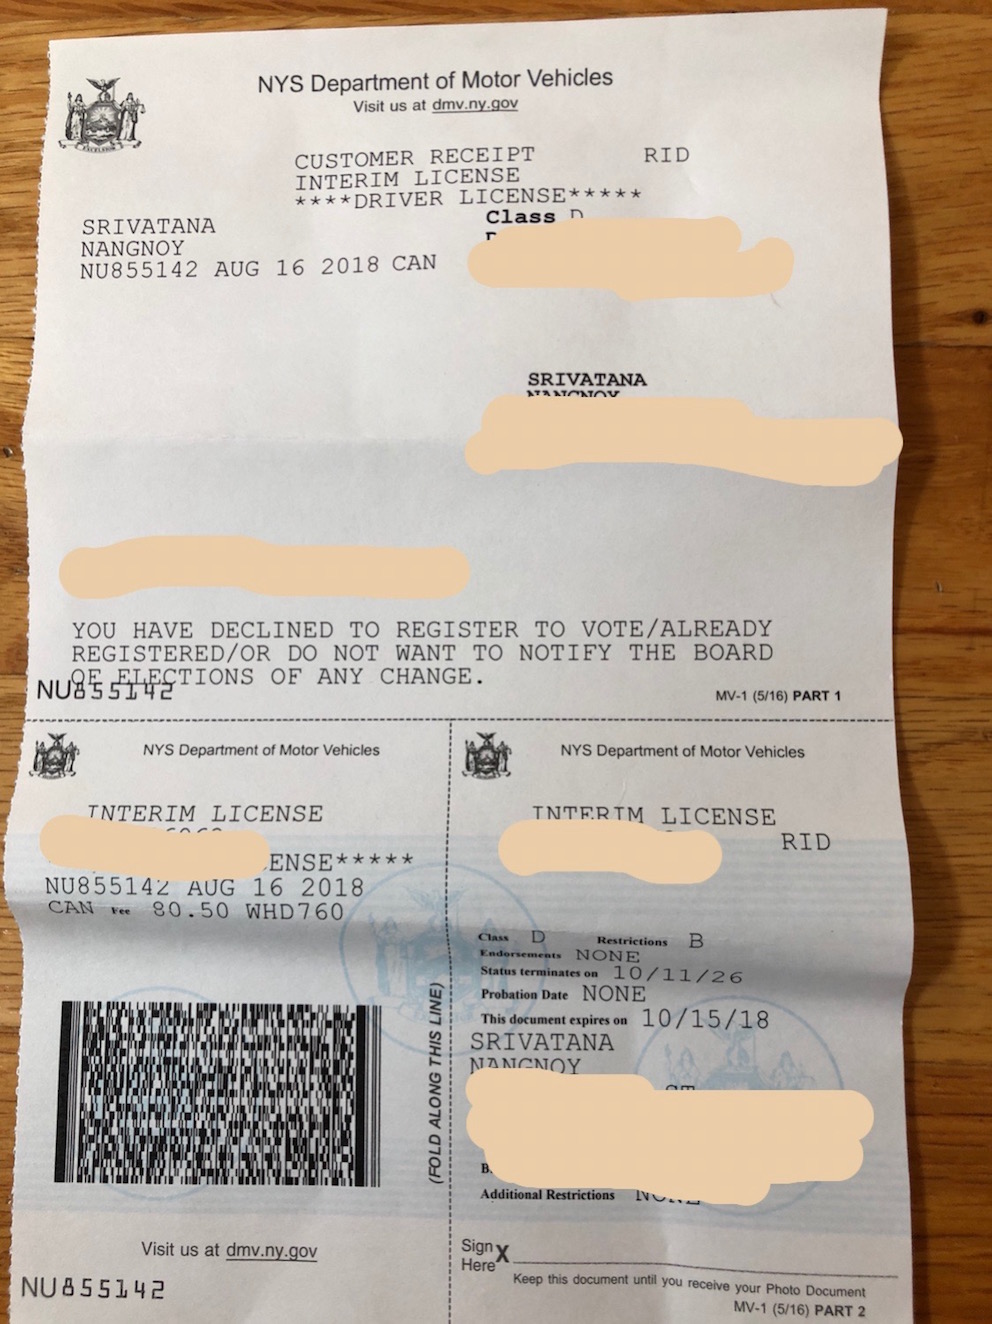 NYS Department of Motor Vehicles
Visit us at dmv.ny.gov
EXCELSIOR
CUSTOMER RECEIPT RID
INTERIM LICENSE
****DRIVER LICENSE*****
SRIVATANA Class D
NANGNOY
NU855142 AUG 16 2018 CAN
SRIVATANA
NANGNOY
YOU HAVE DECLINED TO REGISTER TO VOTE/ALREADY
REGISTERED/OR DO NOT WANT TO NOTIFY THE BOARD
OF ELECTIONS OF ANY CHANGE.
NU855142
MV-1 (5/16) PART 1
NYS Department of Motor Vehicles
INTERIM LICENSE
ENSE*****
NU855142 AUG 16 2018
CAN Fee 80.50 WHD760
Visit us at dmv.ny.gov
NU855142
(FOLD ALONG THIS LINE)
NYS Department of Motor Vehicles
INTERIM LICENSE
RID
Class D Restrictions B
Endorsements NONE
Status terminates on 10/11/26
Probation Date NONE
This document expires on 10/15/18
SRIVATANA
NANGNOY
Additional Restrictions NONE
Sign Here X
Keep this document until you receive your Photo Document
MV-1 (5/16) PART 2